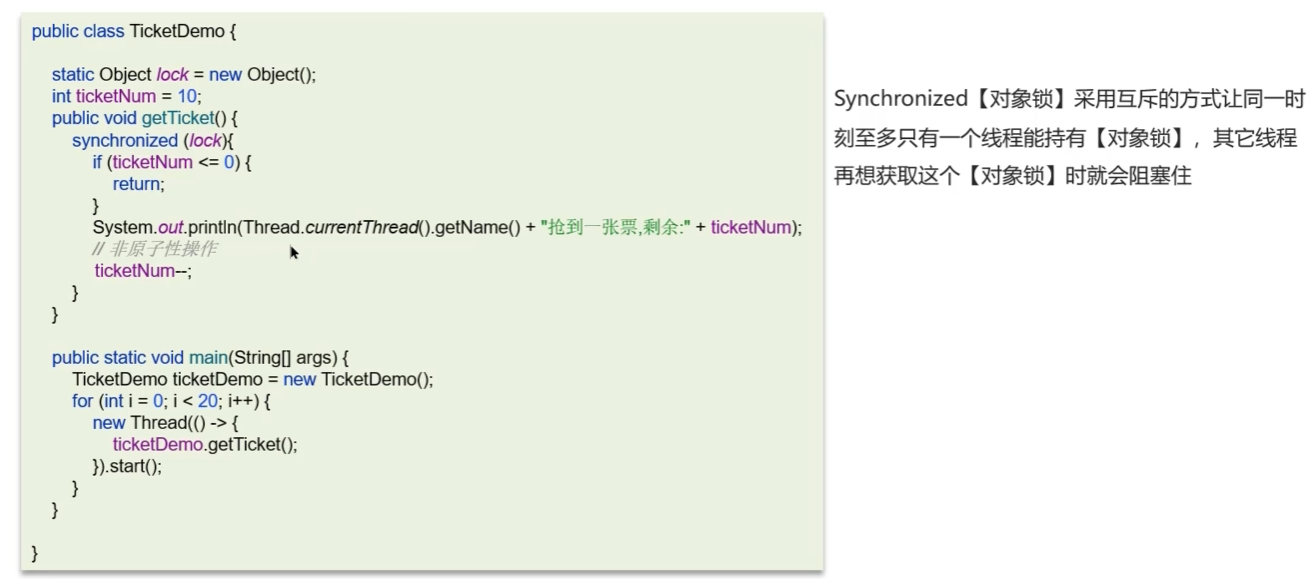 public class TicketDemo {
static Object lock = new Object();
int ticketNum = 10;
public void getTicket() {
synchronized (lock){
if (ticketNum <= 0) {
return;
}
System.out.println(Thread.currentThread().getName() + "抢到一张票,剩余:" + ticketNum);
// 非原子性操作
ticketNum--;
}
}
public static void main(String[] args) {
TicketDemo ticketDemo = new TicketDemo();
for (int i = 0; i < 20; i++) {
new Thread(() -> {
ticketDemo.getTicket();
}).start();
}
}
}
Synchronized【对象锁】采用互斥的方式让同一时
刻至多只有一个线程能持有【对象锁】，其它线程
再想获取这个【对象锁】时就会阻塞住